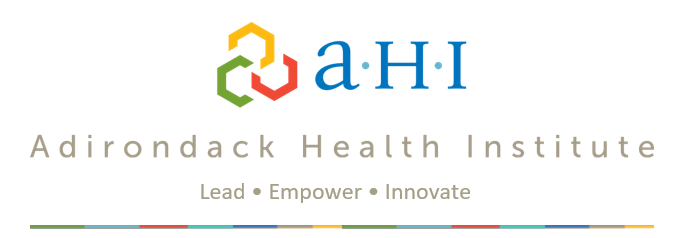 a·H·I
Adirondack Health Institute
Lead • Empower • Innovate